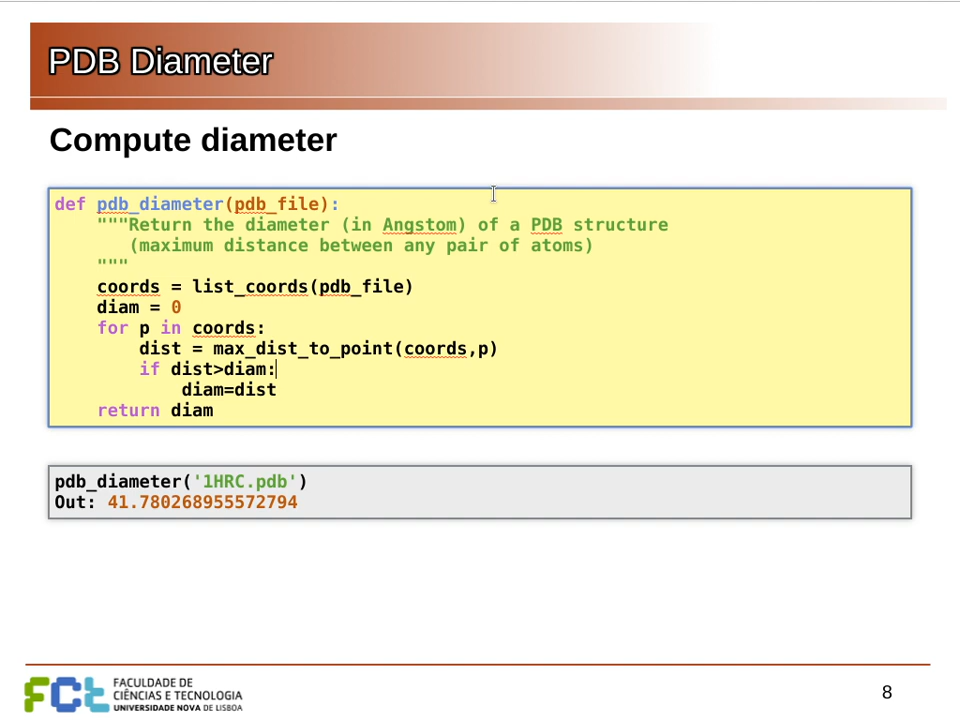 PDB Diameter
Compute diameter
def pdb_diameter(pdb_file):
    """Return the diameter (in Angstom) of a PDB structure
       (maximum distance between any pair of atoms)
    """
    coords = list_coords(pdb_file)
    diam = 0
    for p in coords:
        dist = max_dist_to_point(coords,p)
        if dist>diam:
            diam=dist
    return diam
pdb_diameter('1HRC.pdb')
Out: 41.780268955572794
FCt
FACULDADE DE
CIÊNCIAS E TECNOLOGIA
UNIVERSIDADE NOVA DE LISBOA
8